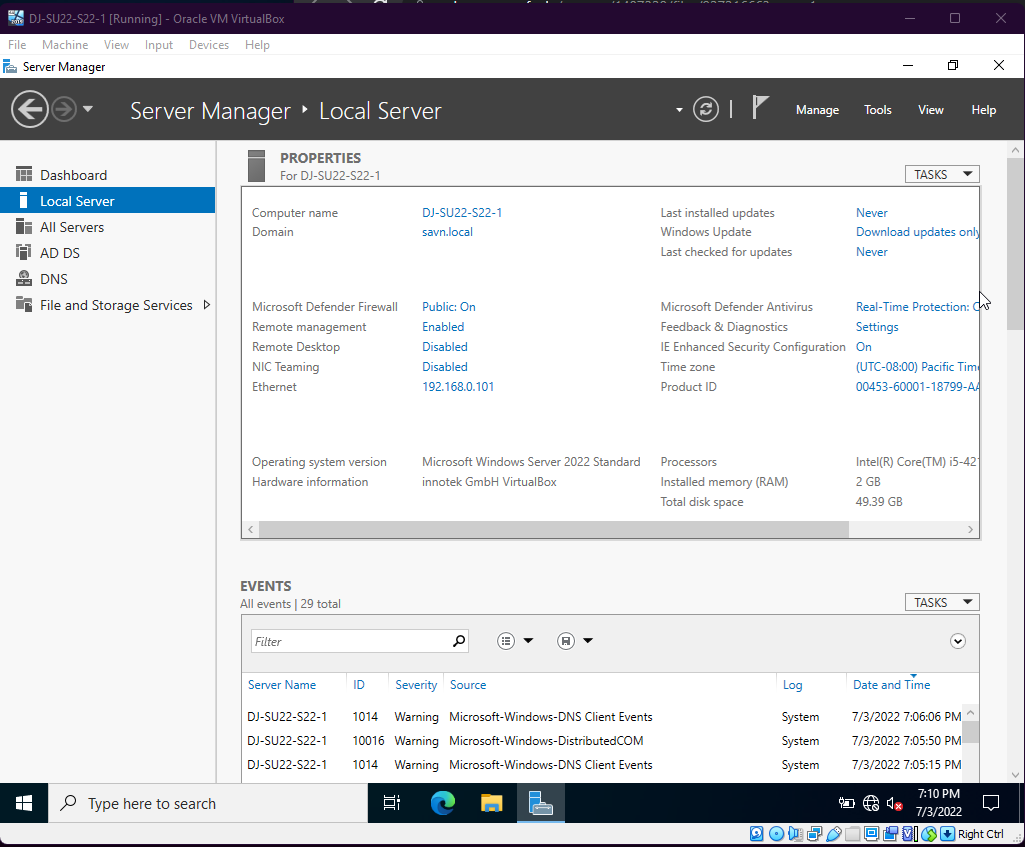 DJ-SU22-S22-1 [Running] - Oracle VM VirtualBox
File Machine View Input Devices Help
Server Manager
Server Manager Local Server
Manage Tools View Help
Dashboard
Local Server
All Servers
AD DS
DNS
File and Storage Services
PROPERTIES
For DJ-SU22-S22-1
TASKS
Computer name DJ-SU22-S22-1 Last installed updates Never
Domain savn.local Windows Update Download updates only
Last checked for updates Never
Microsoft Defender Firewall Public: On Microsoft Defender Antivirus Real-Time Protection:
Remote management Enabled Feedback & Diagnostics Settings
Remote Desktop Disabled IE Enhanced Security Configuration On
NIC Teaming Disabled Time zone (UTC-08:00) Pacific Time
Ethernet 192.168.0.101 Product ID 00453-60001-18799-AA
Operating system version Microsoft Windows Server 2022 Standard Processors Intel(R) Core(TM) i5-421
Hardware information innotek GmbH VirtualBox Installed memory (RAM) 2 GB
Total disk space 49.39 GB
EVENTS
All events | 29 total
TASKS
Filter
Server Name ID Severity Source Log Date and Time
DJ-SU22-S22-1 1014 Warning Microsoft-Windows-DNS Client Events System 7/3/2022 7:06:06 PM
DJ-SU22-S22-1 10016 Warning Microsoft-Windows-DistributedCOM System 7/3/2022 7:05:50 PM
DJ-SU22-S22-1 1014 Warning Microsoft-Windows-DNS Client Events System 7/3/2022 7:05:15 PM
Type here to search
7:10 PM
7/3/2022
Right Ctrl